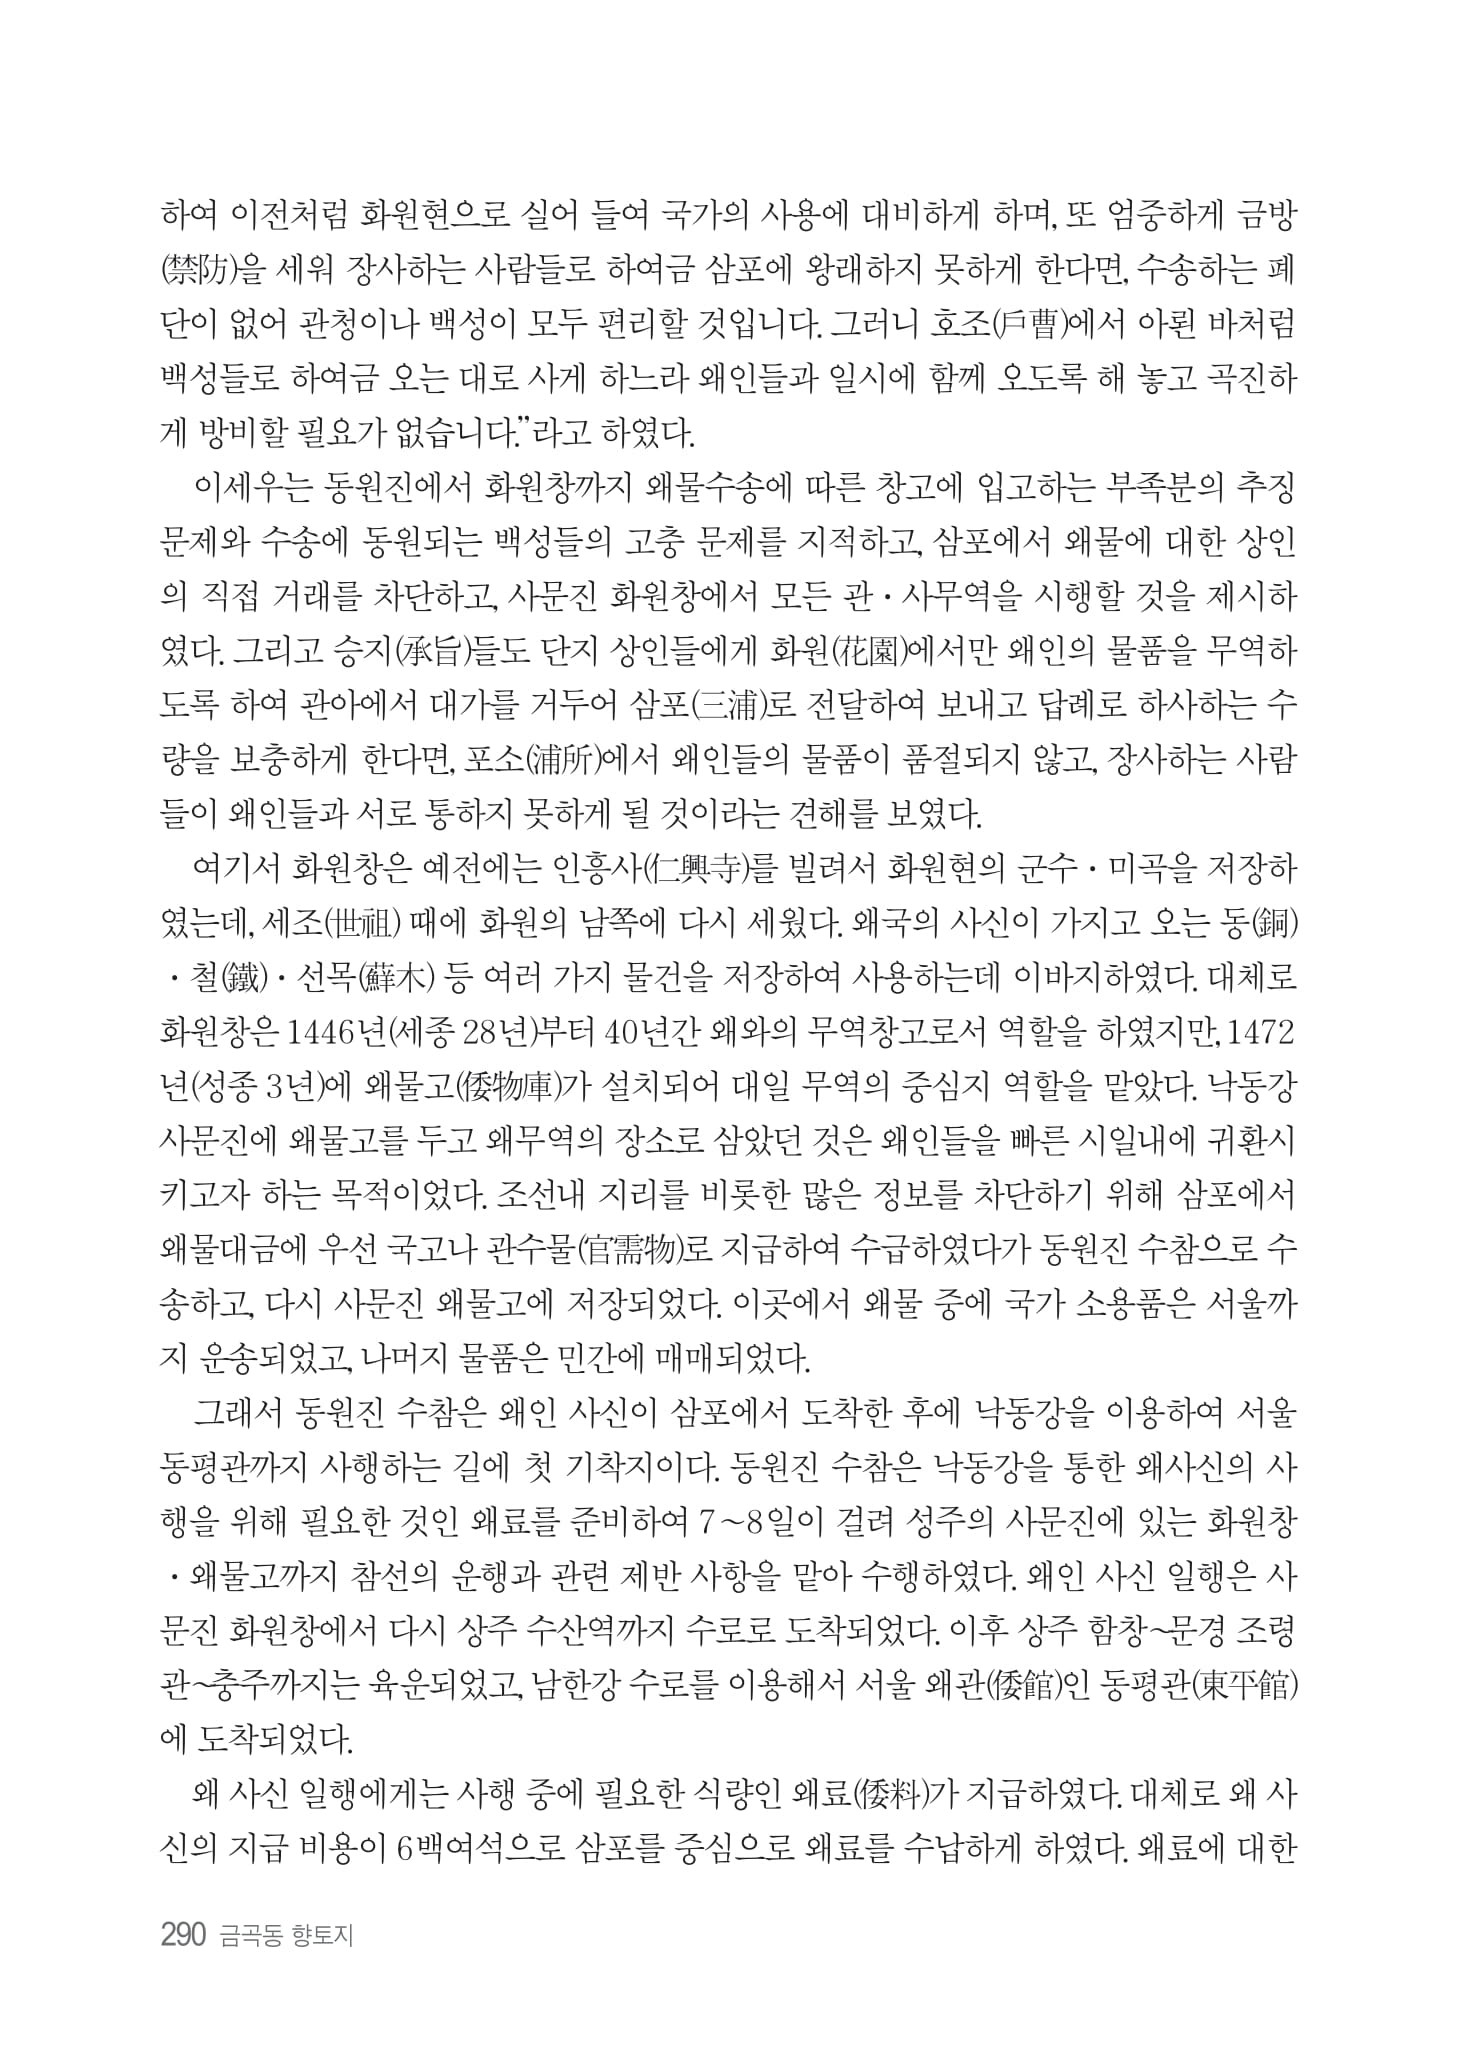 하여 이전처럼 화원현으로 실어 들여 국가의 사용에 대비하게 하며, 또 엄중하게 금방
(禁防)을 세워 장사하는 사람들로 하여금 삼포에 왕래하지 못하게 한다면, 수송하는 폐
단이 없어 관청이나 백성이 모두 편리할 것입니다. 그러니 호조(戶曹)에서 아뢴 바처럼
백성들로 하여금 오는 대로 사게 하느라 왜인들과 일시에 함께 오도록 해 놓고 곡진하
게 방비할 필요가 없습니다.”라고 하였다.
이세우는 동원진에서 화원창까지 왜물수송에 따른 창고에 입고하는 부족분의 추징
문제와 수송에 동원되는 백성들의 고충 문제를 지적하고, 삼포에서 왜물에 대한 상인
의 직접 거래를 차단하고, 사문진 화원창에서 모든 관·사무역을 시행할 것을 제시하
였다. 그리고 승지(承旨)들도 단지 상인들에게 화원(花園)에서만 왜인의 물품을 무역하
도록 하여 관아에서 대가를 거두어 삼포(三浦)로 전달하여 보내고 답례로 하사하는 수
량을 보충하게 한다면, 포소(浦所)에서 왜인들의 물품이 품절되지 않고, 장사하는 사람
들이 왜인들과 서로 통하지 못하게 될 것이라는 견해를 보였다.
여기서 화원창은 예전에는 인흥사(仁興寺)를 빌려서 화원현의 군수·미곡을 저장하
였는데, 세조(世祖) 때에 화원의 남쪽에 다시 세웠다. 왜국의 사신이 가지고 오는 동(銅)
·철(鐵)·선목(蘇木) 등 여러 가지 물건을 저장하여 사용하는데 이바지하였다. 대체로
화원창은 1446년(세종 28년)부터 40년간 왜와의 무역창고로서 역할을 하였지만, 1472
년(성종 3년)에 왜물고(倭物庫)가 설치되어 대일 무역의 중심지 역할을 맡았다. 낙동강
사문진에 왜물고를 두고 왜무역의 장소로 삼았던 것은 왜인들을 빠른 시일내에 귀환시
키고자 하는 목적이었다. 조선내 지리를 비롯한 많은 정보를 차단하기 위해 삼포에서
왜물대금에 우선 국고나 관수물(官需物)로 지급하여 수급하였다가 동원진 수참으로 수
송하고, 다시 사문진 왜물고에 저장되었다. 이곳에서 왜물 중에 국가 소용품은 서울까
지 운송되었고, 나머지 물품은 민간에 매매되었다.
그래서 동원진 수참은 왜인 사신이 삼포에서 도착한 후에 낙동강을 이용하여 서울
동평관까지 사행하는 길에 첫 기착지이다. 동원진 수참은 낙동강을 통한 왜사신의 사
행을 위해 필요한 것인 왜료를 준비하여 7~8일이 걸려 성주의 사문진에 있는 화원창
·왜물고까지 참선의 운행과 관련 제반 사항을 맡아 수행하였다. 왜인 사신 일행은 사
문진 화원창에서 다시 상주 수산역까지 수로로 도착되었다. 이후 상주 함창~문경 조령
관~충주까지는 육운되었고, 남한강 수로를 이용해서 서울 왜관(倭館)인 동평관(東平館)
에 도착되었다.
왜 사신 일행에게는 사행 중에 필요한 식량인 왜료(倭料)가 지급하였다. 대체로 왜 사
신의 지급 비용이 6백여석으로 삼포를 중심으로 왜료를 수납하게 하였다. 왜료에 대한
290 금곡동 향토지